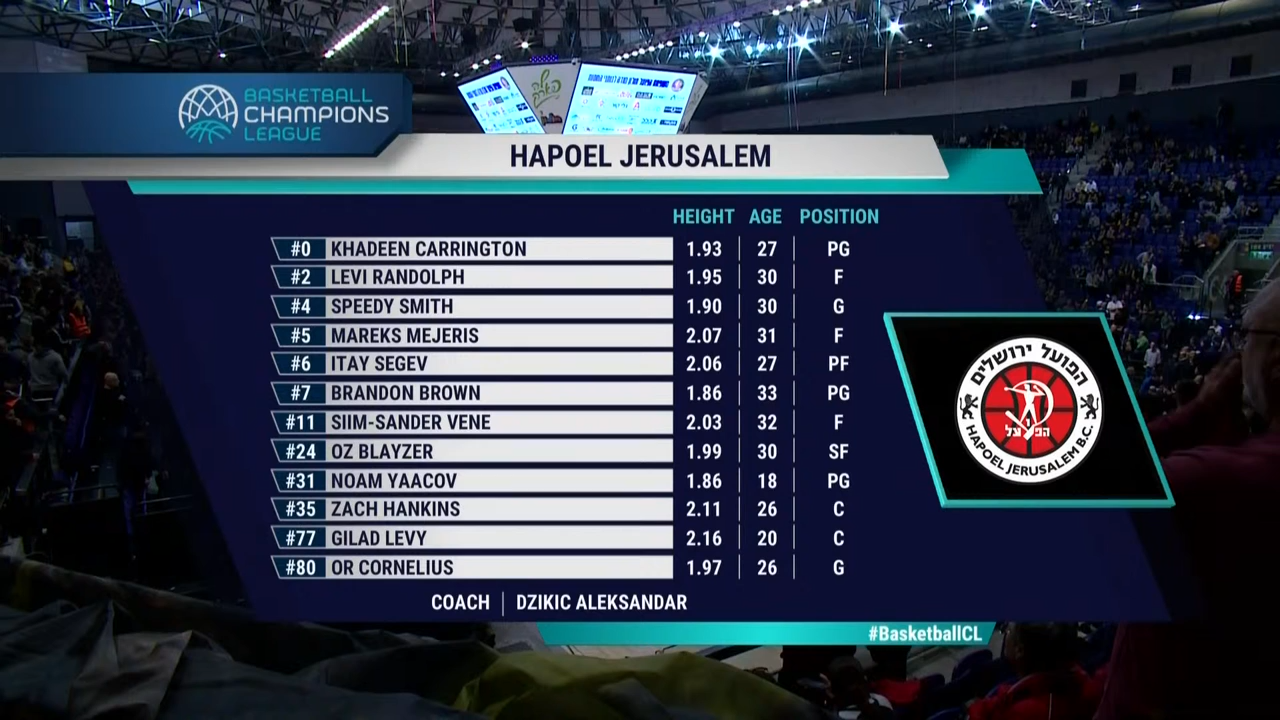 BASKETBALL
CHAMPIONS
LEAGUE
HAPOEL JERUSALEM
HEIGHT AGE POSITION
#0 KHADEEN CARRINGTON 1.93 27 PG
#2 LEVI RANDOLPH 1.95 30 F
#4 SPEEDY SMITH 1.90 30 G
#5 MAREKS MEJERIS 2.07 31 F
#6 ITAY SEGEV 2.06 27 PF
#7 BRANDON BROWN 1.86 33 PG
#11 SIIM-SANDER VENE 2.03 32 F
#24 OZ BLAYZER 1.99 30 SF
#31 NOAM YAACOV 1.86 18 PG
#35 ZACH HANKINS 2.11 26 C
#77 GILAD LEVY 2.16 20 C
#80 OR CORNELIUS 1.97 26 G
COACH DZIKIC ALEKSANDAR
הפועל ירושלים
הפועל
HAPOEL JERUSALEM B.C.
#BasketballCL